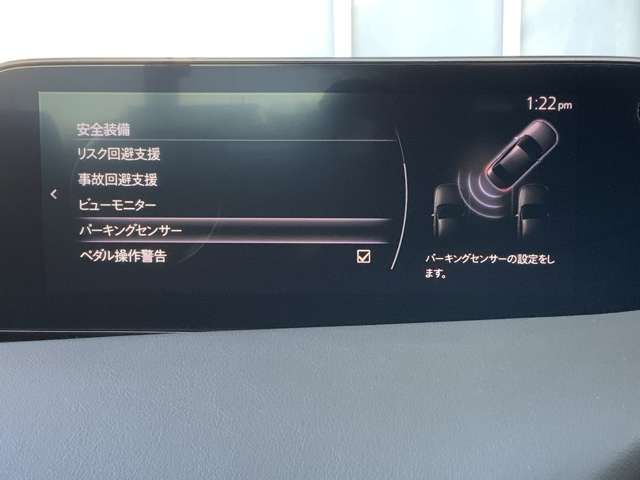 1:22pm
安全装備
リスク回避支援
事故回避支援
ビューモニター
パーキングセンサー
ペダル操作警告
パーキングセンサーの設定をし
ます。